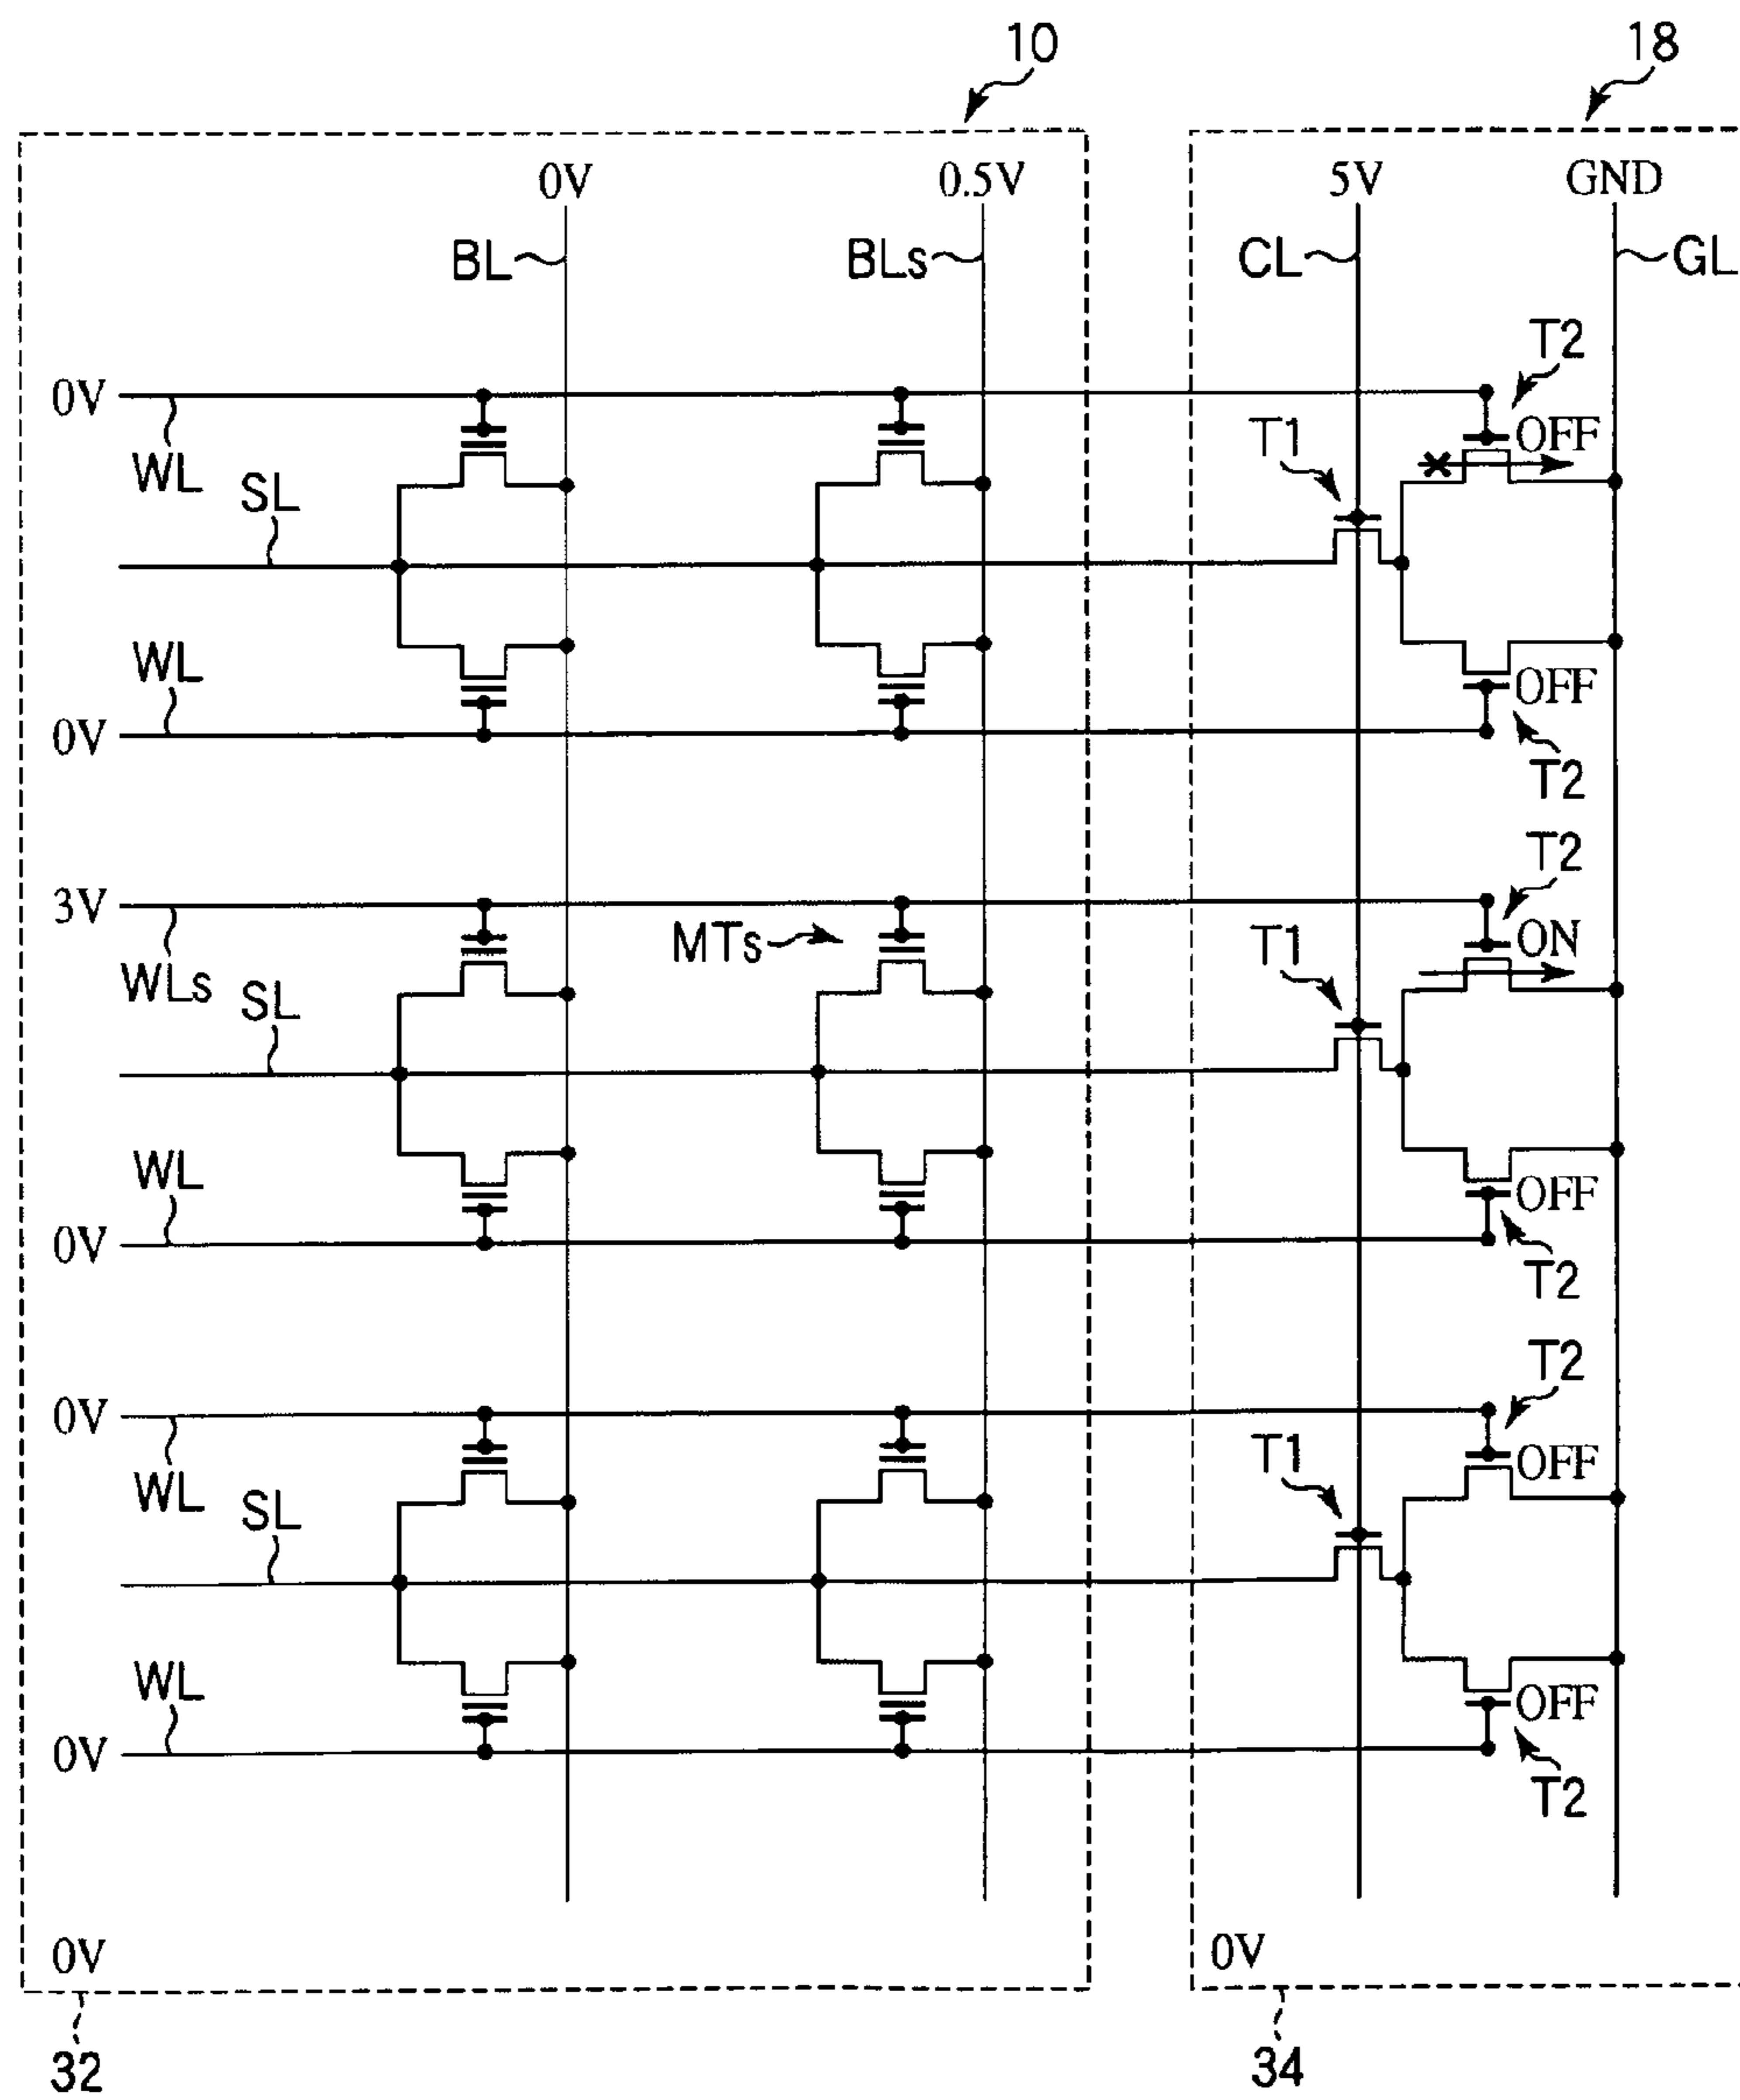 10
18
0V
0.5V
5V
GND
BL
BLs
CL
GL
T2
0V
OFF
T1
WL
SL
WL
OFF
0V
T2
T2
3V
ON
MTs
T1
WLs
SL
WL
OFF
0V
T2
T2
0V
OFF
T1
WL
SL
WL
OFF
0V
T2
0V
0V
32
34